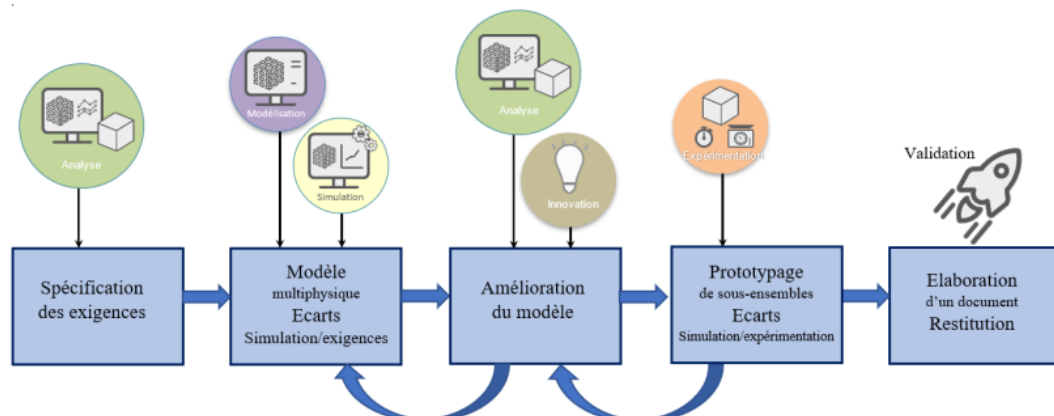 Analyse
Modélisation
Simulation
Analyse
Innovation
Expérimentation
Validation
Spécification
des exigences
Modèle
multiphysique
Ecarts
Simulation/exigences
Amélioration
du modèle
Prototypage
de sous-ensembles
Ecarts
Simulation/expérimentation
Elaboration
d'un document
Restitution